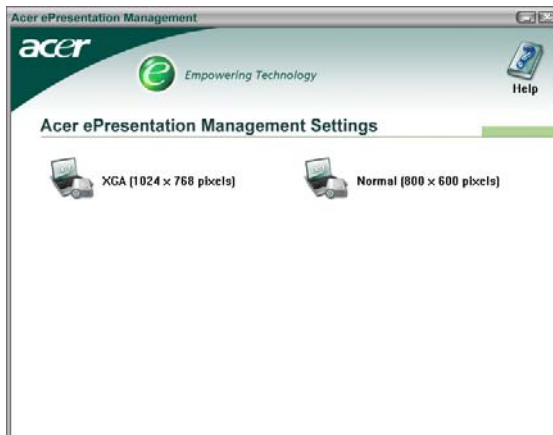 Acer ePresentation Management
acer
e Empowering Technology
Help
Acer ePresentation Management Settings
XGA (1024 x 768 pixels)
Normal (800 x 600 pixels)